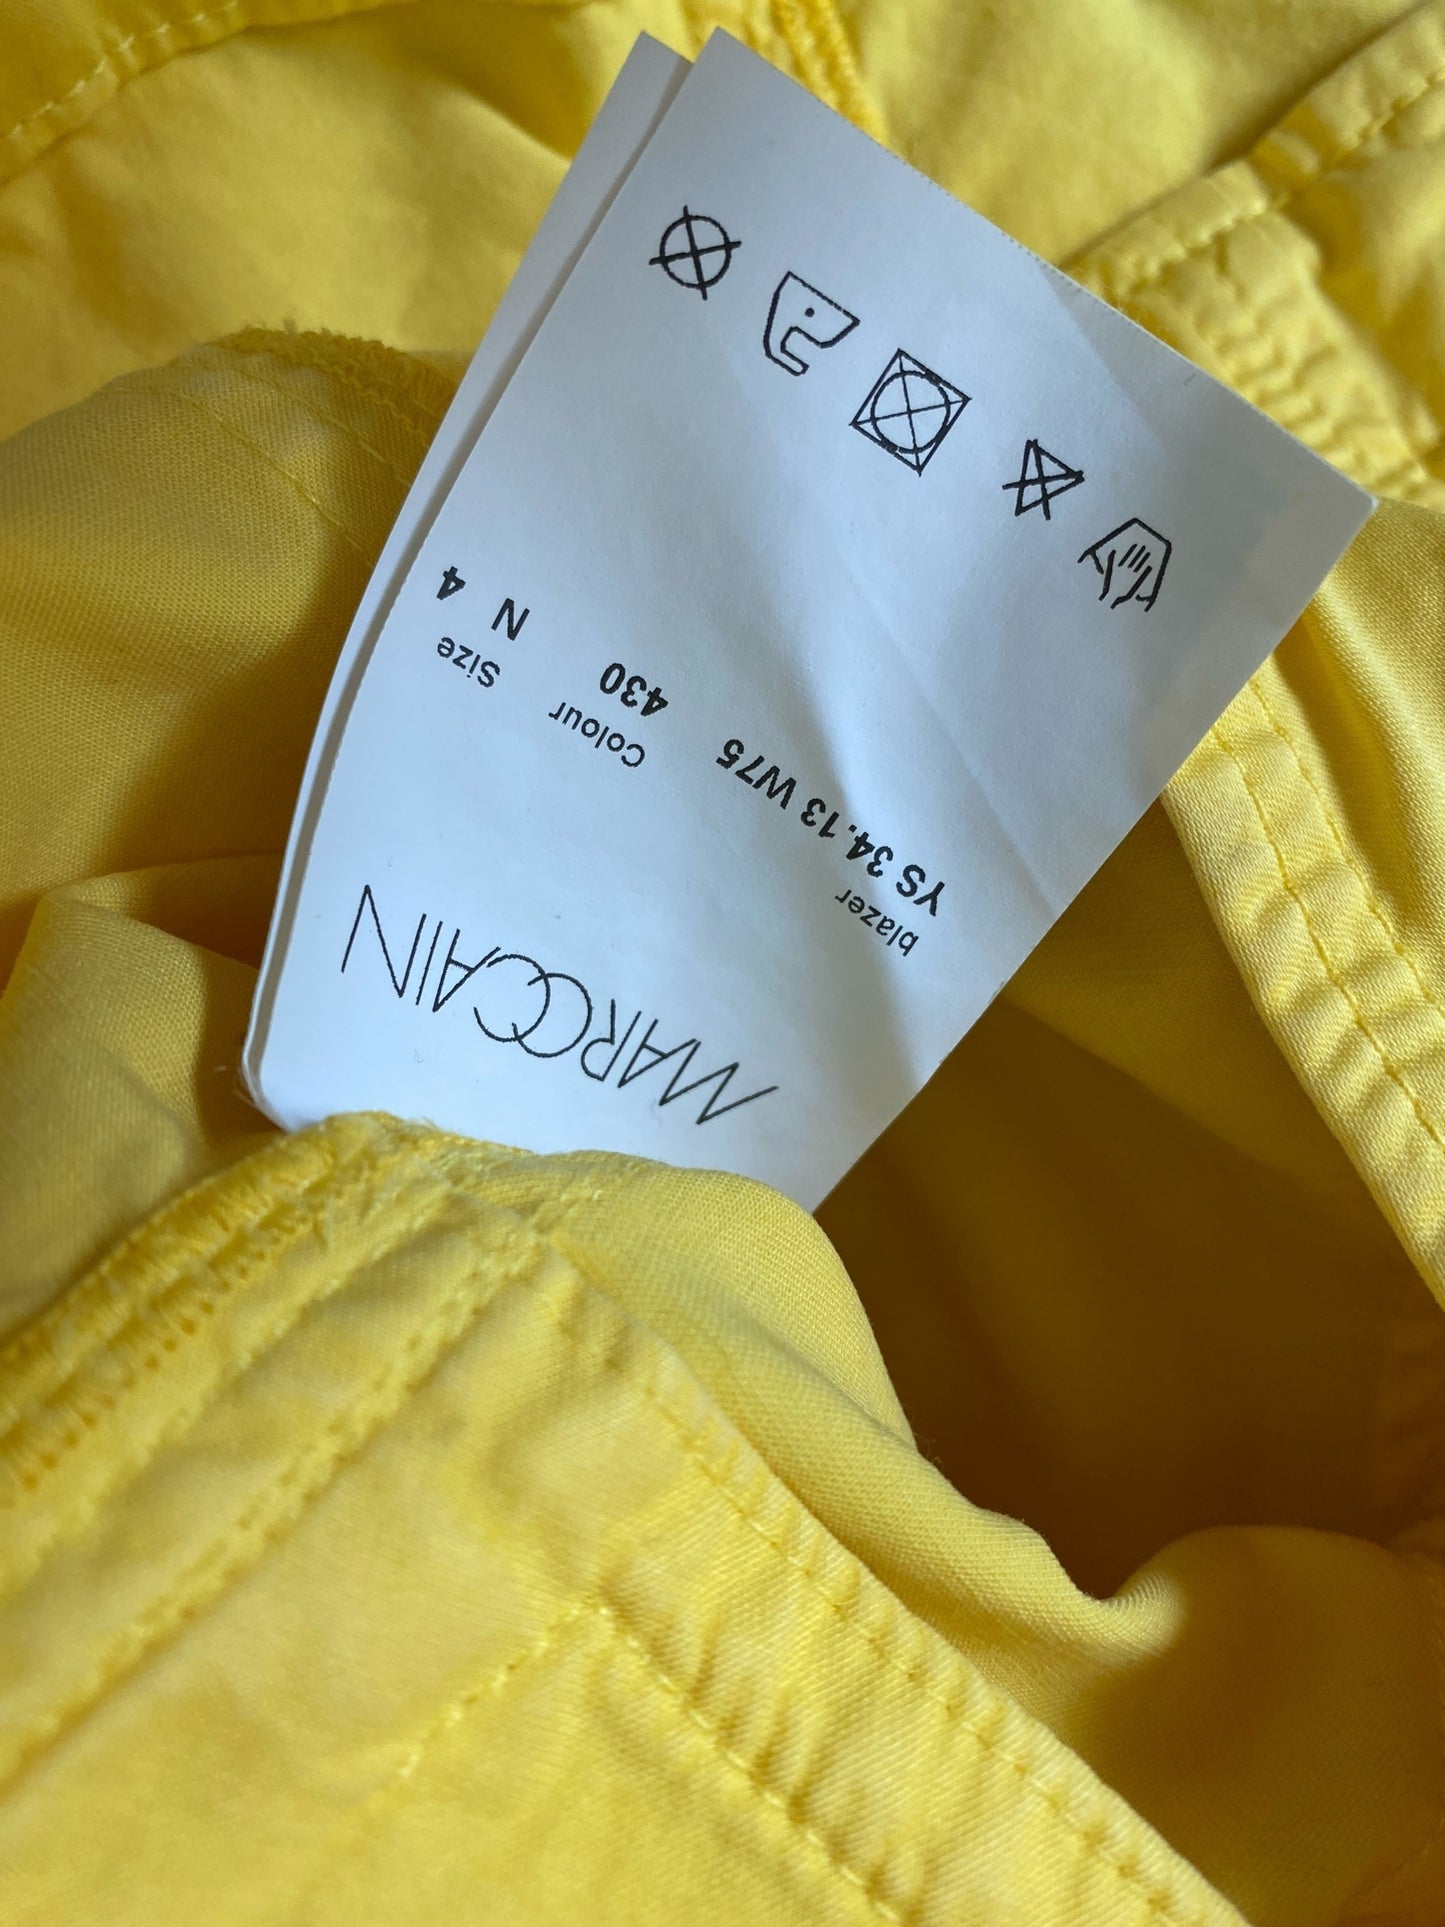 MARCCAIN
blazer Colour Size
YS 34.13 W75 430 N 4